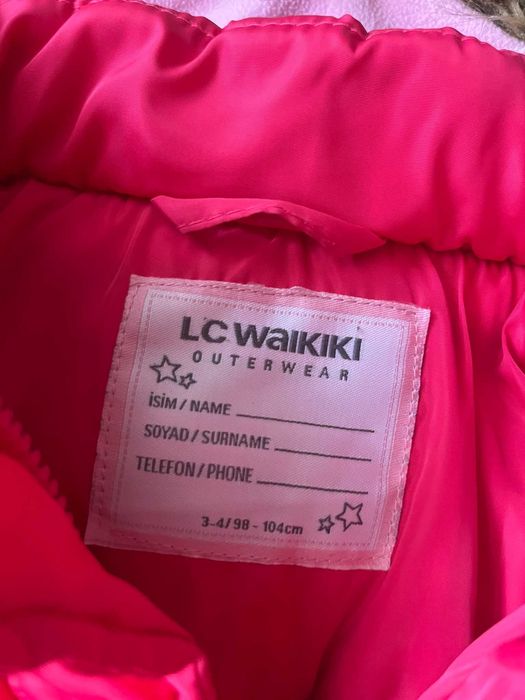 LC WAIKIKI
OUTERWEAR
İSİM / NAME
SOYAD / SURNAME
TELEFON / PHONE
3-4 / 98 - 104cm